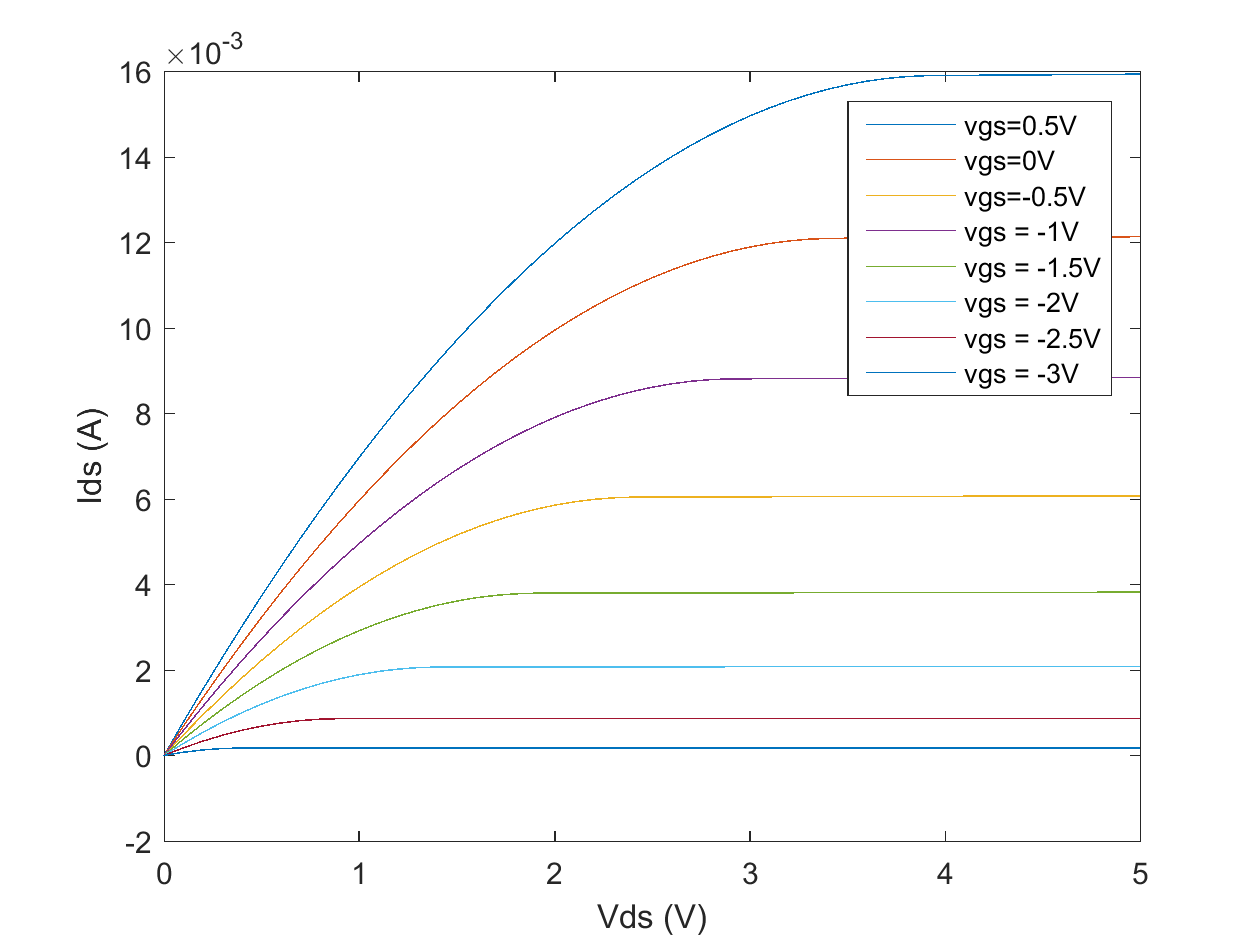 ×10-3
16
14
12
10
8
6
4
2
0
-2
Ids (A)
vgs=0.5V
vgs=0V
vgs=-0.5V
vgs = -1V
vgs = -1.5V
vgs = -2V
vgs = -2.5V
vgs = -3V
0 1 2 3 4 5
Vds (V)